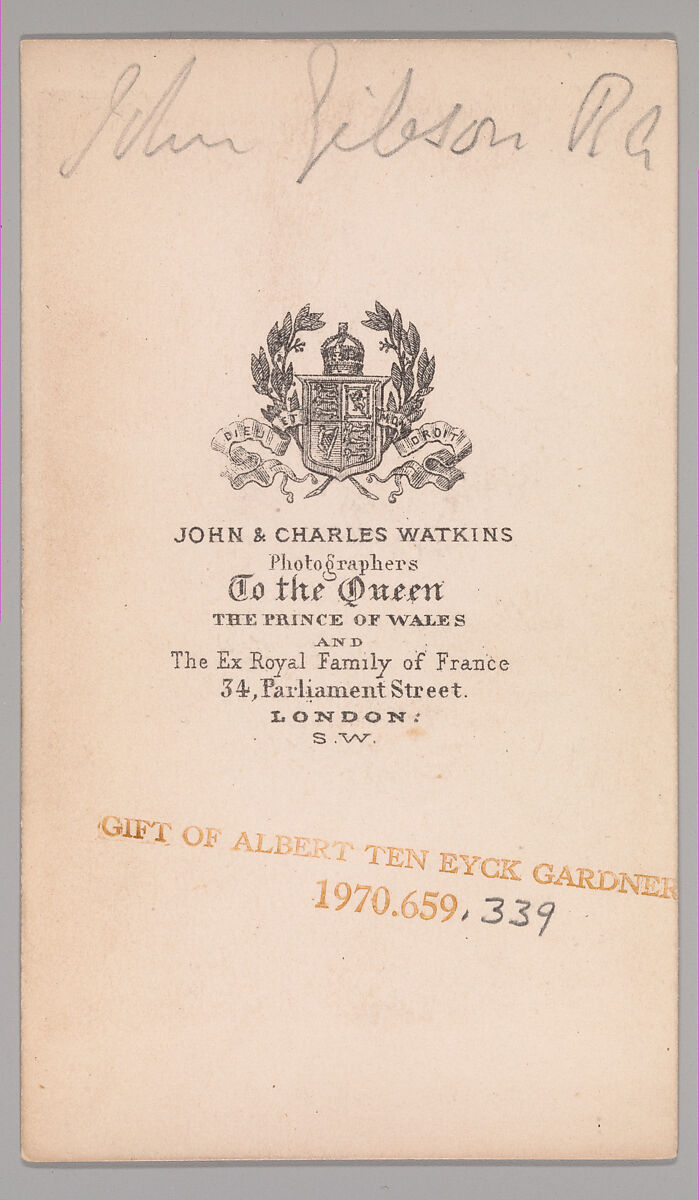 John Gibson RA
DIEU ET MON DROIT
JOHN & CHARLES WATKINS
Photographers
To the Queen
THE PRINCE OF WALES
AND
The Ex Royal Family of France
34, Parliament Street.
LONDON:
S.W.
GIFT OF ALBERT TEN EYCK GARDNER
1970.659.339